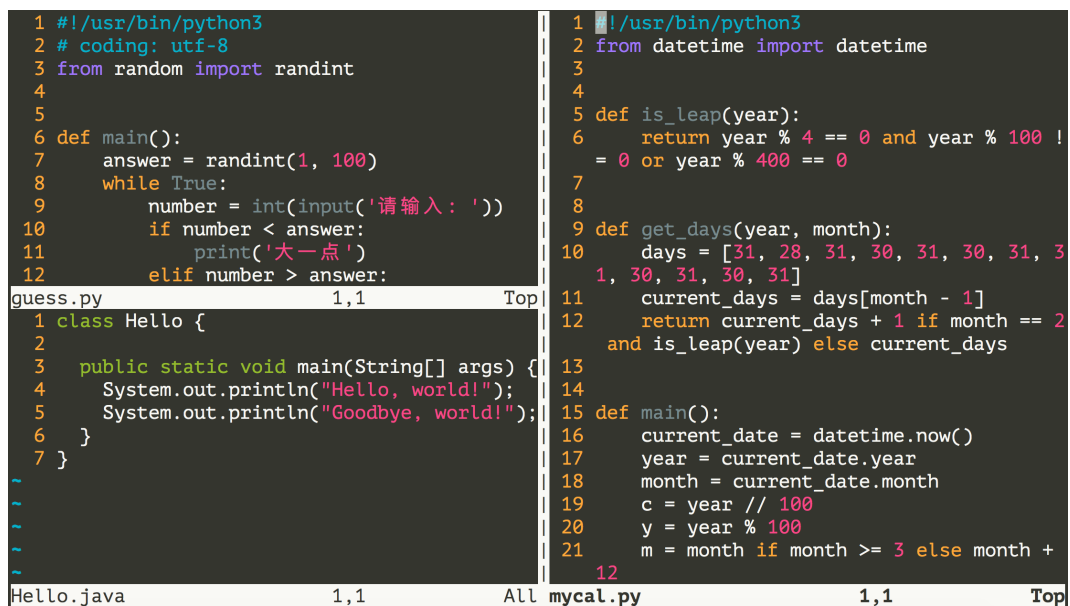 1 #!/usr/bin/python3
2 # coding: utf-8
3 from random import randint
4
5
6 def main():
7     answer = randint(1, 100)
8     while True:
9         number = int(input('请输入: '))
10         if number < answer:
11             print('大一点')
12         elif number > answer:
guess.py 1,1 Top
1 class Hello {
2
3   public static void main(String[] args) {
4     System.out.println("Hello, world!");
5     System.out.println("Goodbye, world!");
6   }
7 }
~
~
~
~
~
Hello.java 1,1 All
1 #!/usr/bin/python3
2 from datetime import datetime
3
4
5 def is_leap(year):
6     return year % 4 == 0 and year % 100 !
= 0 or year % 400 == 0
7
8
9 def get_days(year, month):
10     days = [31, 28, 31, 30, 31, 30, 31, 3
1, 30, 31, 30, 31]
11     current_days = days[month - 1]
12     return current_days + 1 if month == 2
 and is_leap(year) else current_days
13
14
15 def main():
16     current_date = datetime.now()
17     year = current_date.year
18     month = current_date.month
19     c = year // 100
20     y = year % 100
21     m = month if month >= 3 else month +
12
mycal.py 1,1 Top